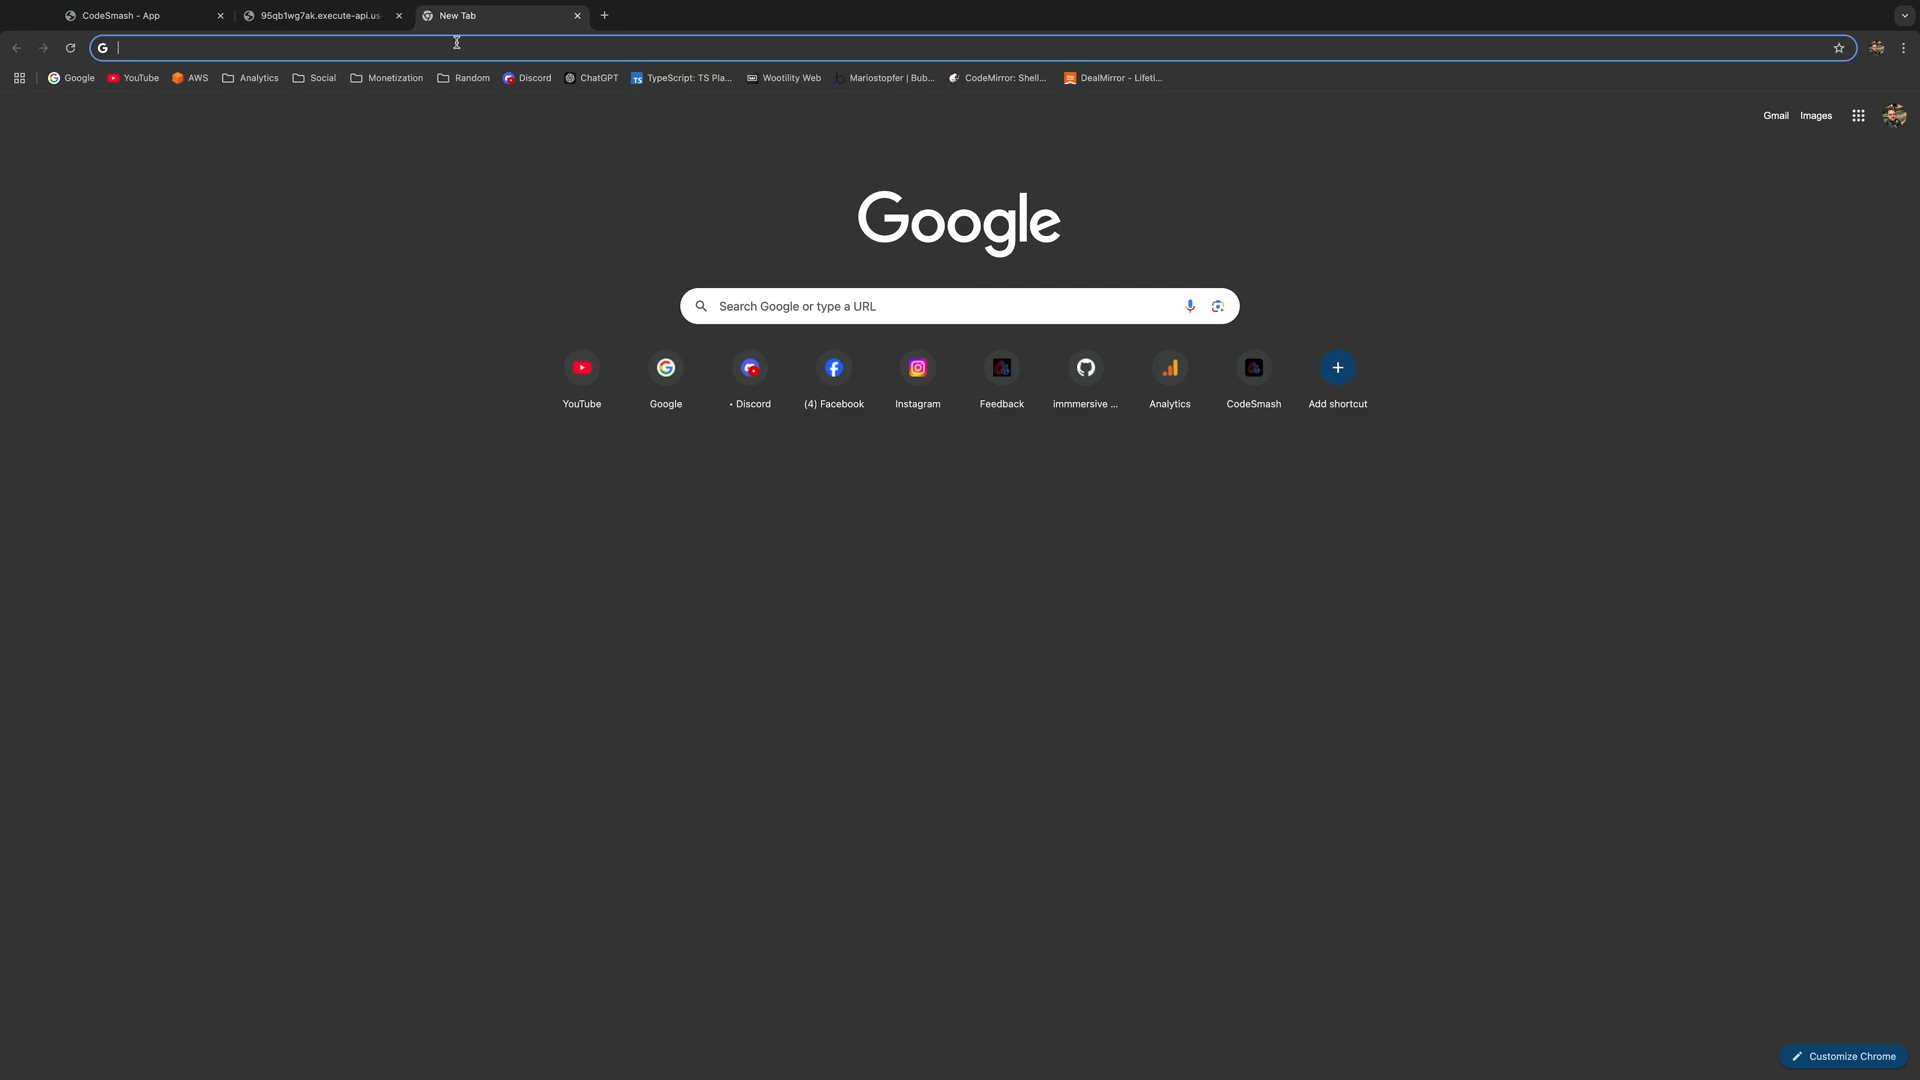 CodeSmash - App
95qb1wg7ak.execute-api.us-
New Tab
Google
YouTube
AWS
Analytics
Social
Monetization
Random
Discord
ChatGPT
TypeScript: TS Pla...
Wootility Web
Mariostopfer | Bub...
CodeMirror: Shell...
DealMirror - Lifeti...
Gmail
Images
Google
Search Google or type a URL
YouTube
Google
• Discord
(4) Facebook
Instagram
Feedback
immmersive ...
Analytics
CodeSmash
Add shortcut
Customize Chrome